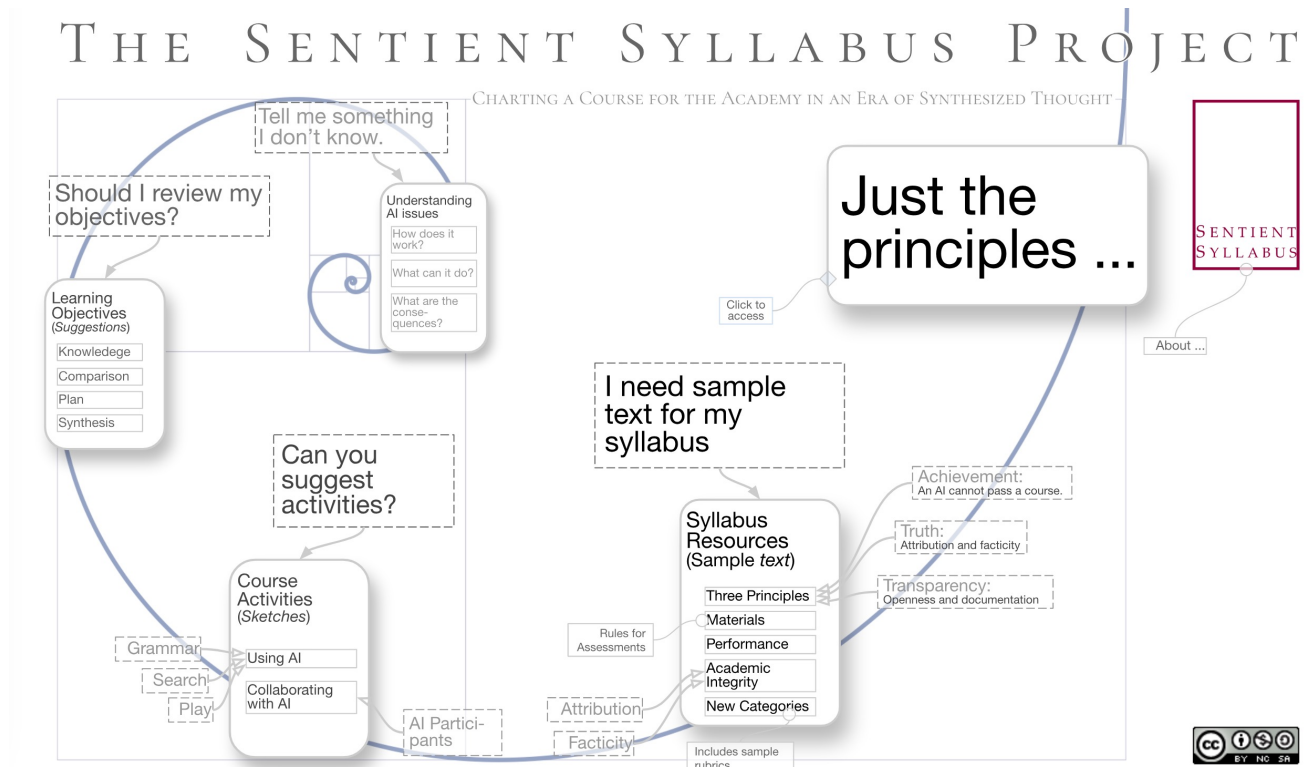 THE SENTIENT SYLLABUS PROJECT
CHARTING A COURSE FOR THE ACADEMY IN AN ERA OF SYNTHESIZED THOUGHT
Tell me something
I don't know.
Should I review my
objectives?
Understanding
AI issues
How does it
work?
What can it do?
What are the
conse-
quences?
Just the
principles ...
Click to
access
SENTIENT
SYLLABUS
About ...
Learning
Objectives
(Suggestions)
Knowledege
Comparison
Plan
Synthesis
I need sample
text for my
syllabus
Can you
suggest
activities?
Syllabus
Resources
(Sample text)
Three Principles
Materials
Performance
Academic
Integrity
New Categories
Achievement:
An AI cannot pass a course.
Truth:
Attribution and facticity
Transparency:
Openness and documentation
Rules for
Assessments
Attribution
Facticity
Includes sample
rubrics
Course
Activities
(Sketches)
Using AI
Collaborating
with AI
Grammar
Search
Play
AI Partici-
pants
cc
BY NC SA